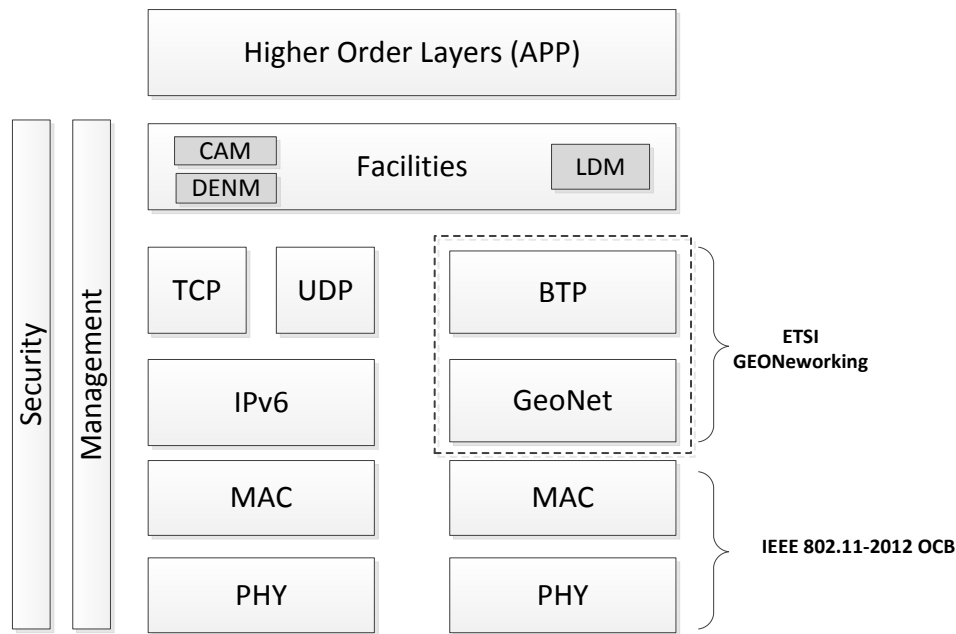 Higher Order Layers (APP)
Security
Management
CAM
DENM
Facilities
LDM
TCP
UDP
BTP
ETSI
GEONeworking
IPv6
GeoNet
MAC
MAC
IEEE 802.11-2012 OCB
PHY
PHY